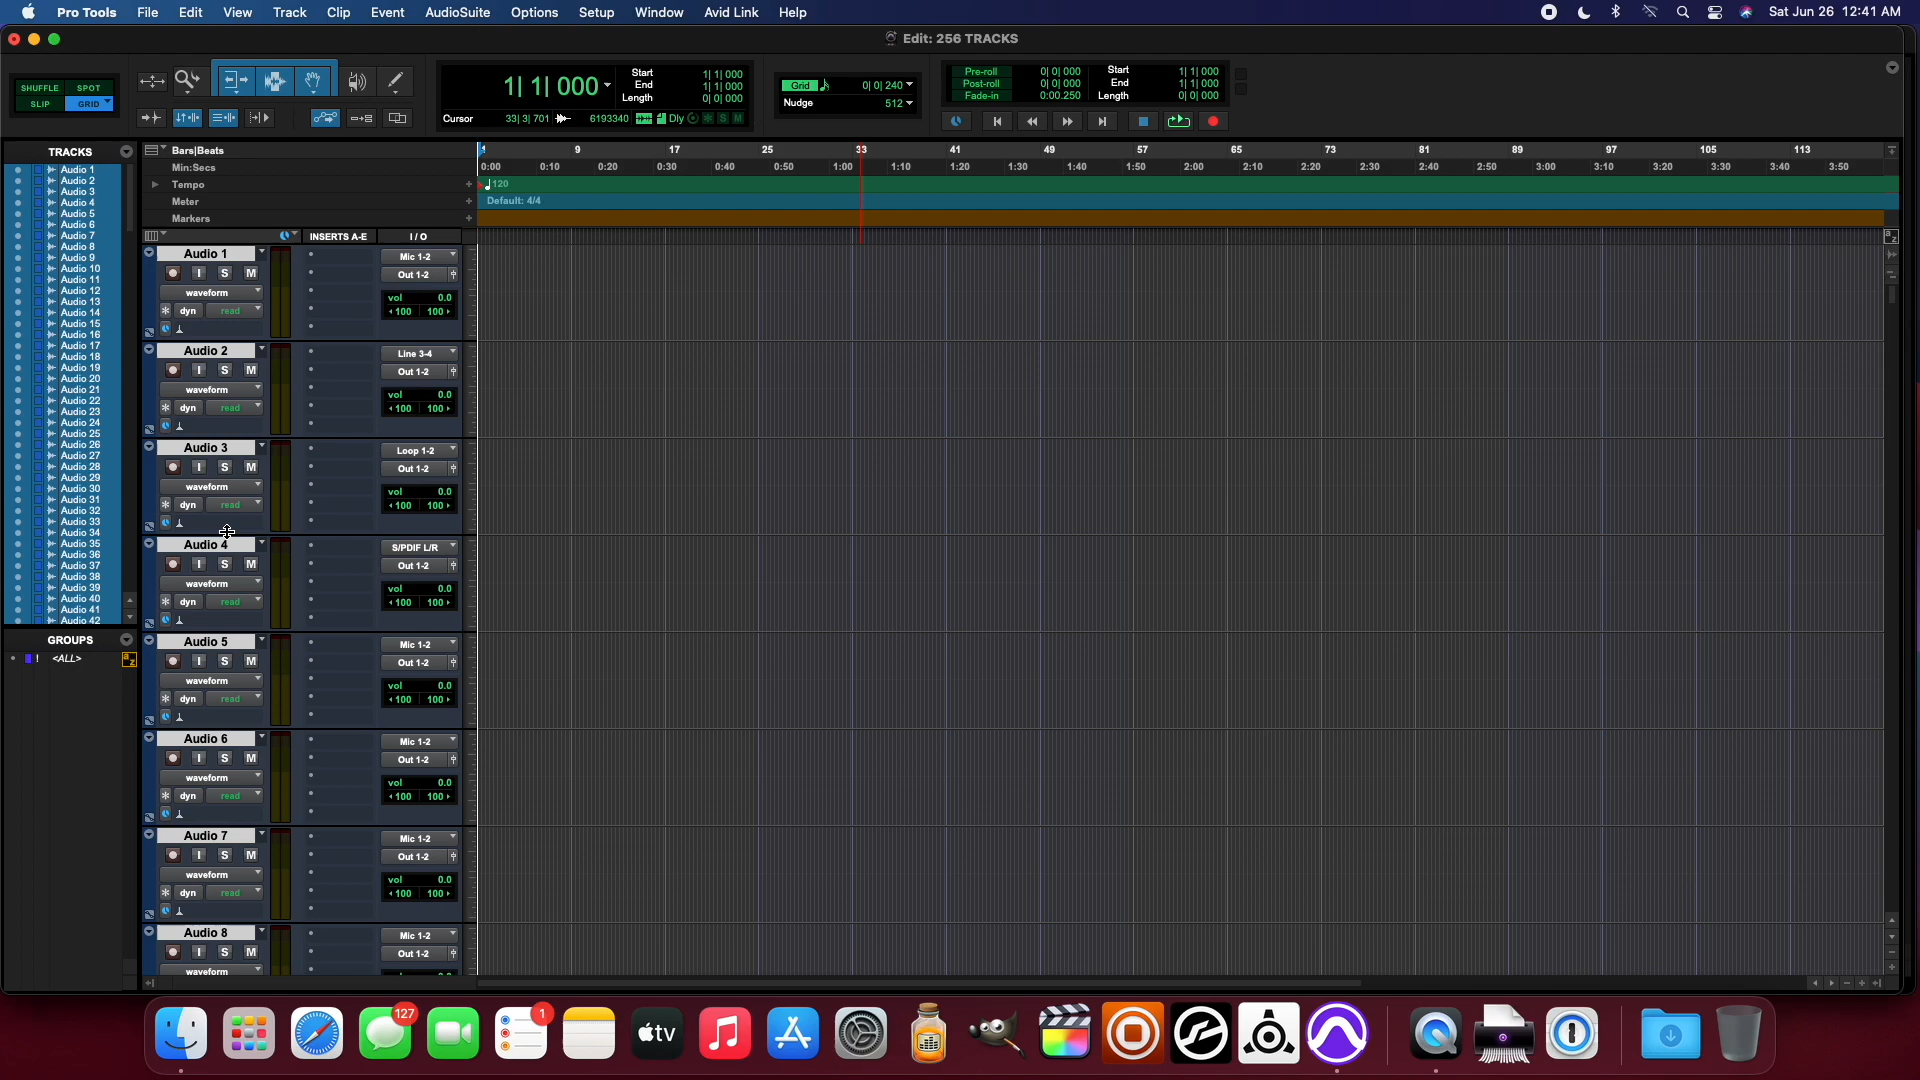 Pro Tools File Edit View Track Clip Event AudioSuite Options Setup Window Avid Link Help Sat Jun 26 12:41 AM
Edit: 256 TRACKS
SHUFFLE SPOT
SLIP GRID
1| 1| 000
Start 1| 1| 000
End 1| 1| 000
Length 0| 0| 000
Cursor 33| 3| 701 6193340 Dly S M
Grid 0| 0| 240
Nudge 512
Pre-roll 0| 0| 000 Start 1| 1| 000
Post-roll 0| 0| 000 End 1| 1| 000
Fade-in 0:00.250 Length 0| 0| 000
TRACKS
Audio 1
Audio 2
Audio 3
Audio 4
Audio 5
Audio 6
Audio 7
Audio 8
Audio 9
Audio 10
Audio 11
Audio 12
Audio 13
Audio 14
Audio 15
Audio 16
Audio 17
Audio 18
Audio 19
Audio 20
Audio 21
Audio 22
Audio 23
Audio 24
Audio 25
Audio 26
Audio 27
Audio 28
Audio 29
Audio 30
Audio 31
Audio 32
Audio 33
Audio 34
Audio 35
Audio 36
Audio 37
Audio 38
Audio 39
Audio 40
Audio 41
Audio 42
GROUPS
! <ALL> a z
Bars|Beats 1 9 17 25 33 41 49 57 65 73 81 89 97 105 113
Min:Secs 0:00 0:10 0:20 0:30 0:40 0:50 1:00 1:10 1:20 1:30 1:40 1:50 2:00 2:10 2:20 2:30 2:40 2:50 3:00 3:10 3:20 3:30 3:40 3:50
Tempo + 120
Meter + Default: 4/4
Markers +
INSERTS A-E I / O a z
Audio 1 Mic 1-2
I S M Out 1-2
waveform vol 0.0
dyn read 100 100
Audio 2 Line 3-4
I S M Out 1-2
waveform vol 0.0
dyn read 100 100
Audio 3 Loop 1-2
I S M Out 1-2
waveform vol 0.0
dyn read 100 100
Audio 4 S/PDIF L/R
I S M Out 1-2
waveform vol 0.0
dyn read 100 100
Audio 5 Mic 1-2
I S M Out 1-2
waveform vol 0.0
dyn read 100 100
Audio 6 Mic 1-2
I S M Out 1-2
waveform vol 0.0
dyn read 100 100
Audio 7 Mic 1-2
I S M Out 1-2
waveform vol 0.0
dyn read 100 100
Audio 8 Mic 1-2
I S M Out 1-2
waveform
127 1 tv